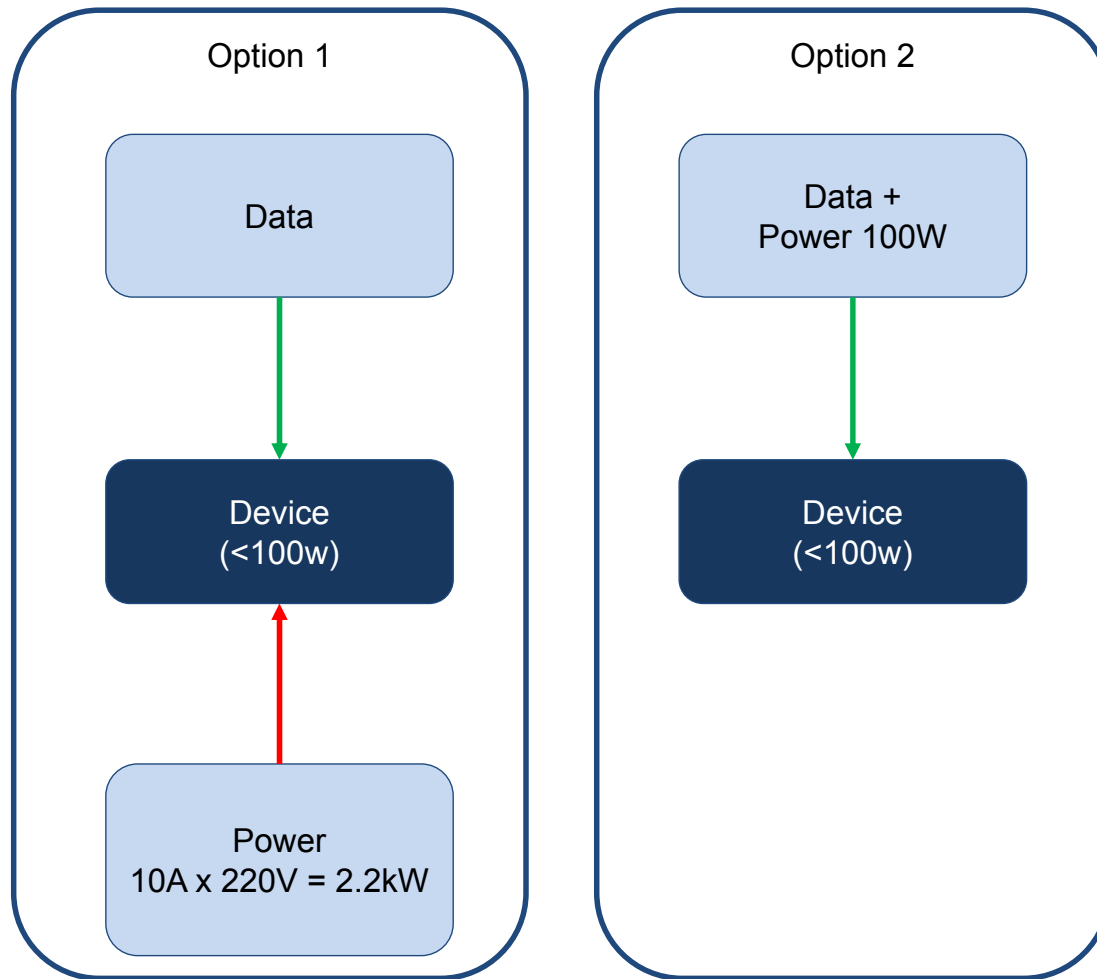 Option 1
Data
Device
(<100w)
Power
10A x 220V = 2.2kW
Option 2
Data +
Power 100W
Device
(<100w)